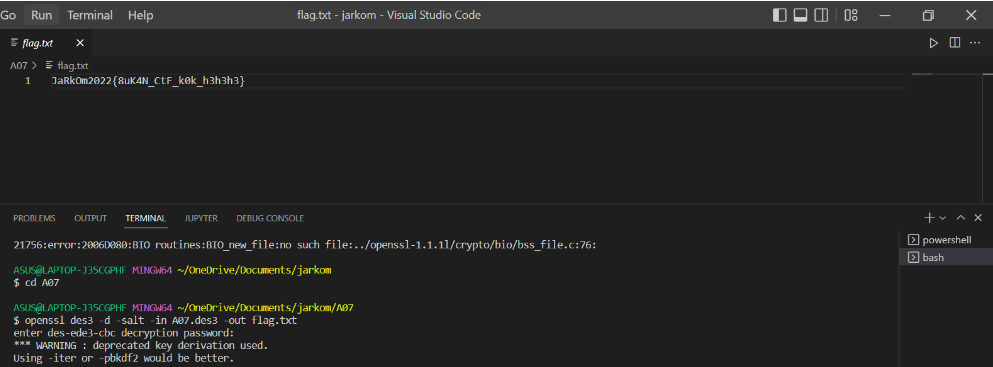 Go Run Terminal Help flag.txt - jarkom - Visual Studio Code
flag.txt
A07 > flag.txt
1 JaRkOm2022{8uK4N_CtF_k0k_h3h3h3}
PROBLEMS OUTPUT TERMINAL JUPYTER DEBUG CONSOLE
21756:error:2006D080:BIO routines:BIO_new_file:no such file:../openssl-1.1.1l/crypto/bio/bss_file.c:76:
powershell
bash
ASUS@LAPTOP-J35CGPHF MINGW64 ~/OneDrive/Documents/jarkom
$ cd A07
ASUS@LAPTOP-J35CGPHF MINGW64 ~/OneDrive/Documents/jarkom/A07
$ openssl des3 -d -salt -in A07.des3 -out flag.txt
enter des-ede3-cbc decryption password:
*** WARNING : deprecated key derivation used.
Using -iter or -pbkdf2 would be better.